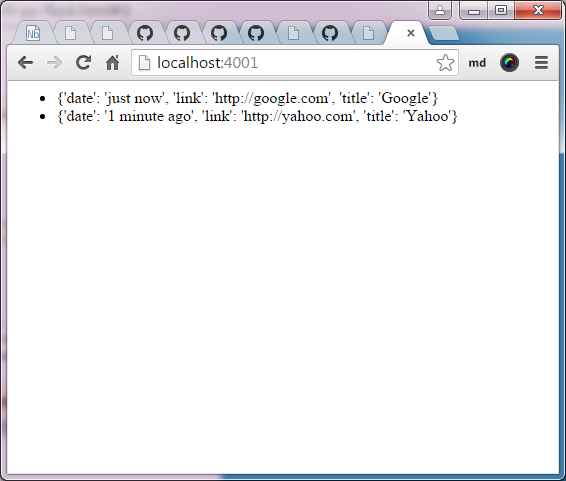 localhost:4001
md
{'date': 'just now', 'link': 'http://google.com', 'title': 'Google'}
{'date': '1 minute ago', 'link': 'http://yahoo.com', 'title': 'Yahoo'}